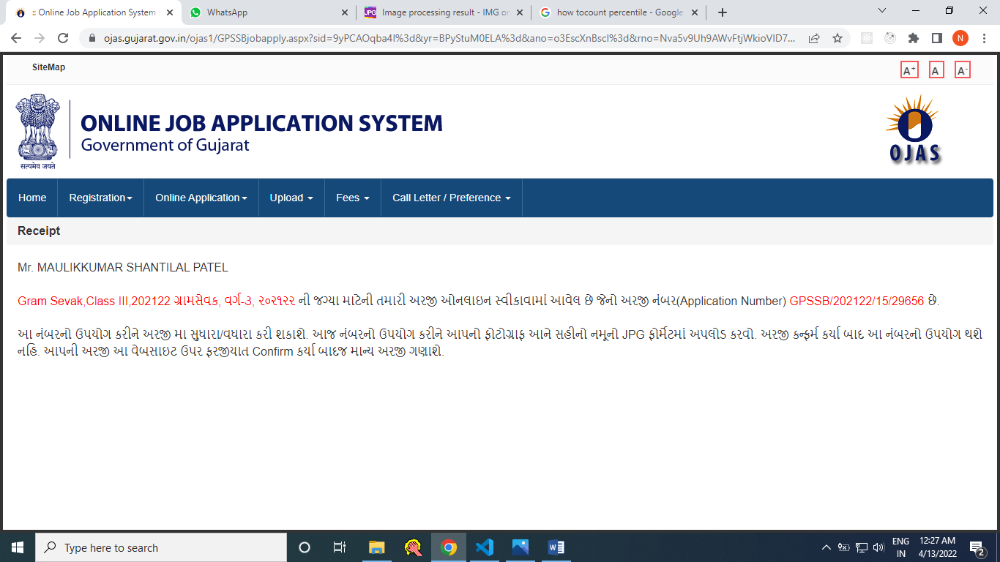 :: Online Job Application System
WhatsApp
Image processing result - IMG on
how tocount percentile - Google
ojas.gujarat.gov.in/ojas1/GPSSBjobapply.aspx?sid=9yPCAOqba4I%3d&yr=BPyStuM0ELA%3d&ano=o3EscXnBscI%3d&rno=Nva5v9Uh9AWvFtjWkioVID7...
N
SiteMap
A+ A A-
ONLINE JOB APPLICATION SYSTEM
Government of Gujarat
सत्यमेव जयते
OJAS
Home Registration Online Application Upload Fees Call Letter / Preference
Receipt
Mr. MAULIKKUMAR SHANTILAL PATEL
Gram Sevak,Class III,202122 ગ્રામસેવક, વર્ગ-૩, ૨૦૨૧૨૨ ની જગ્યા માટેની તમારી અરજી ઓનલાઇન સ્વીકાવામાં આવેલ છે જેનો અરજી નંબર(Application Number) GPSSB/202122/15/29656 છે.
આ નંબરનો ઉપયોગ કરીને અરજી મા સુધારા/વધારા કરી શકાશે. આજ નંબરનો ઉપયોગ કરીને આપનો ફોટોગ્રાફ આને સહીનો નમૂનો JPG ફોર્મેટમાં અપલોડ કરવો. અરજી કન્ફર્મ કર્યા બાદ આ નંબરનો ઉપયોગ થશે
નહિ. આપની અરજી આ વેબસાઇટ ઉપર ફરજીયાત Confirm કર્યા બાદજ માન્ય અરજી ગણાશે.
Type here to search
ENG
IN
12:27 AM
4/13/2022
2